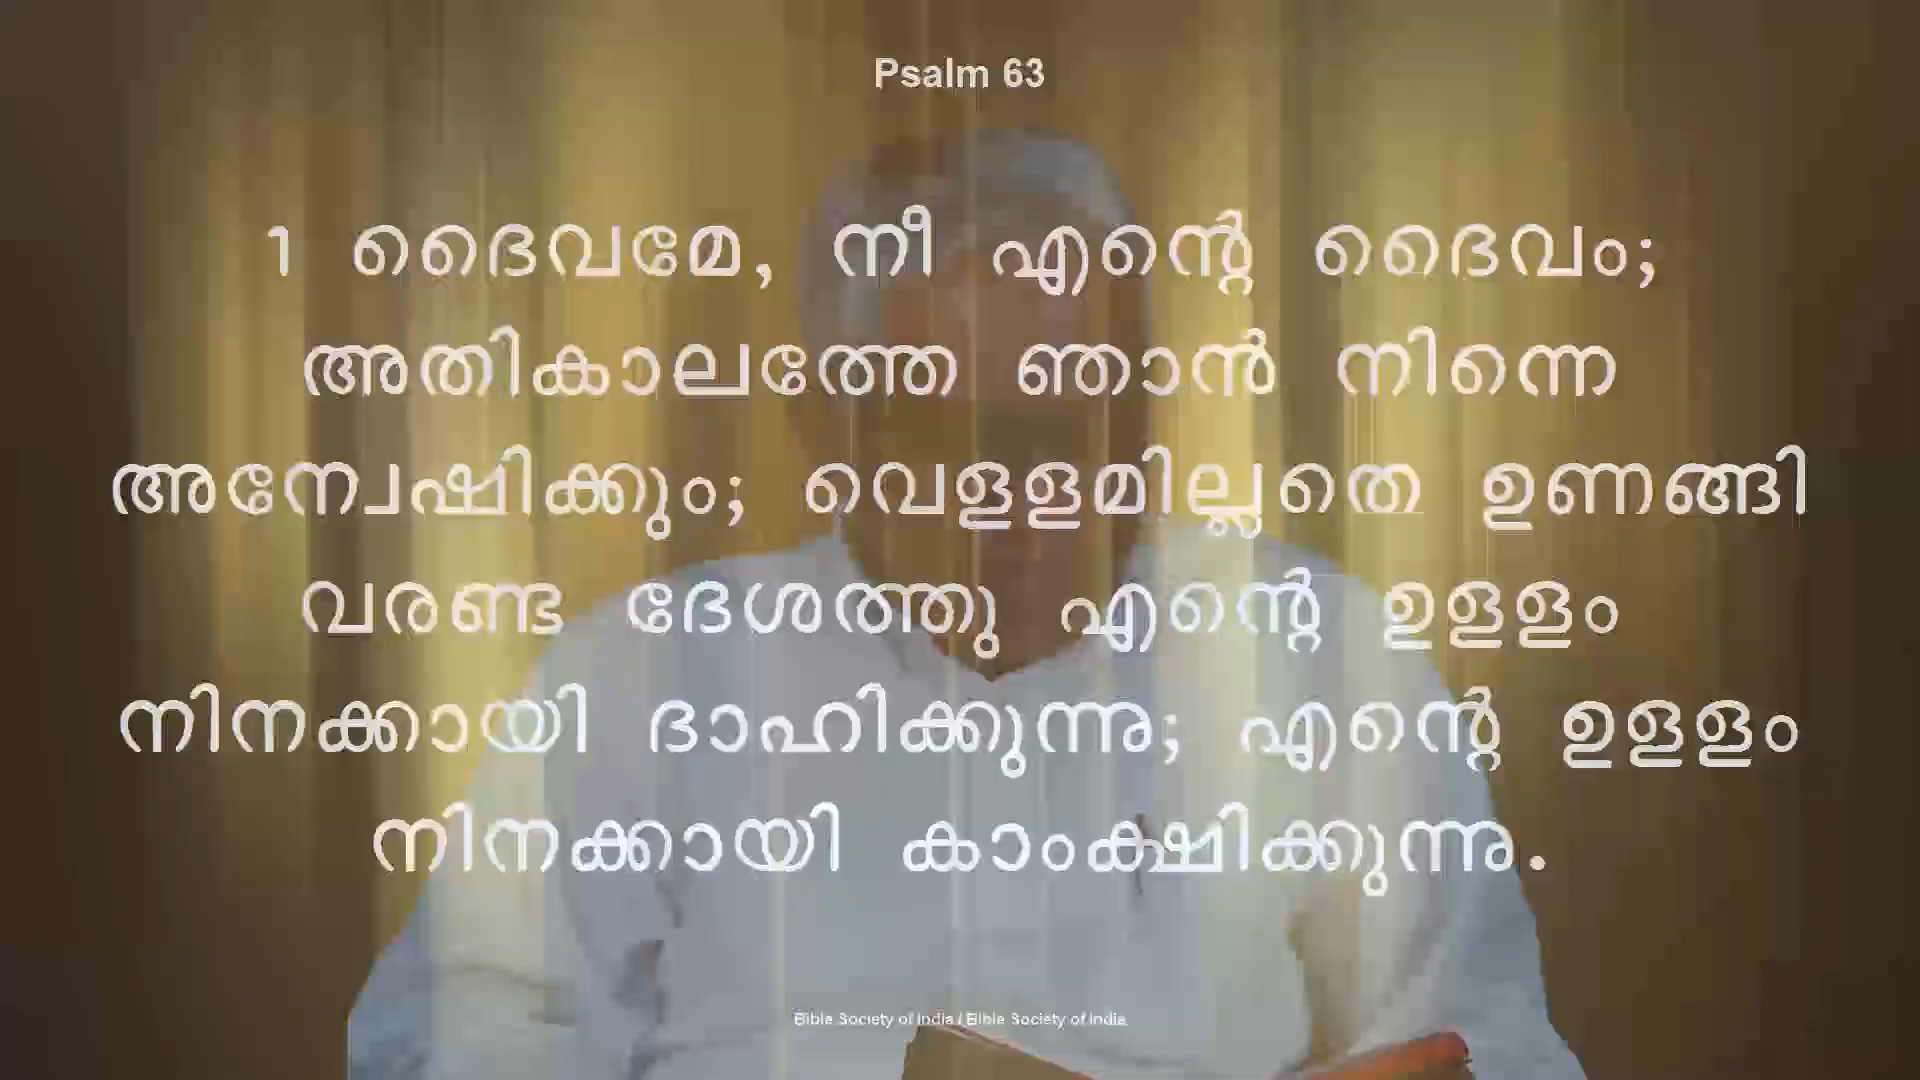 Psalm 63
1 ദൈവമേ, നീ എന്റെ ദൈവം;
അതികാലത്തേ ഞാൻ നിന്നെ
അന്വേഷിക്കും; വെള്ളമില്ലതെ ഉണങ്ങി
വരണ്ട ദേശത്തു എന്റെ ഉള്ളം
നിനക്കായി ദാഹിക്കുന്നു; എന്റെ ഉള്ളം
നിനക്കായി കാംക്ഷിക്കുന്നു.
Bible Society of India / Bible Society of India